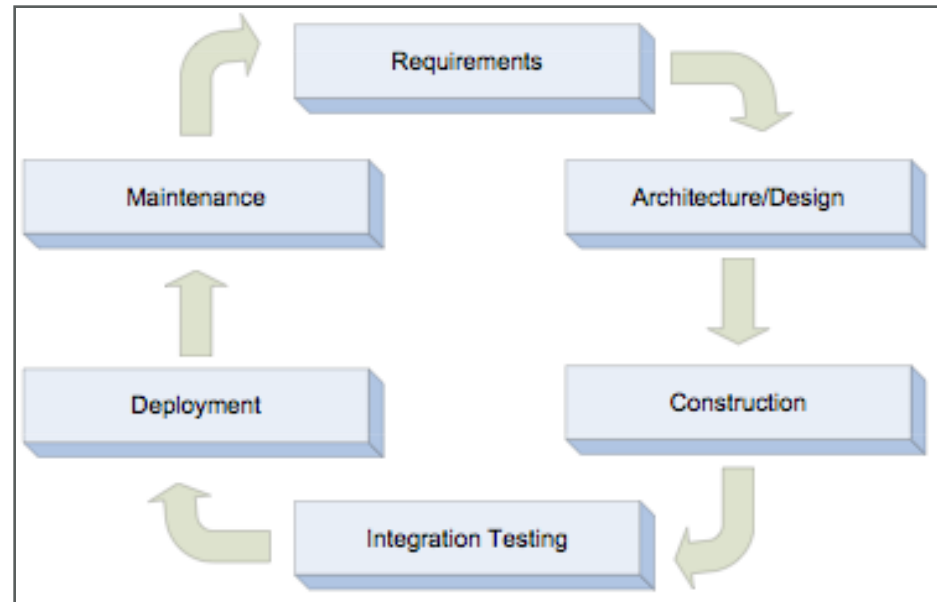 Requirements
Maintenance
Architecture/Design
Deployment
Construction
Integration Testing